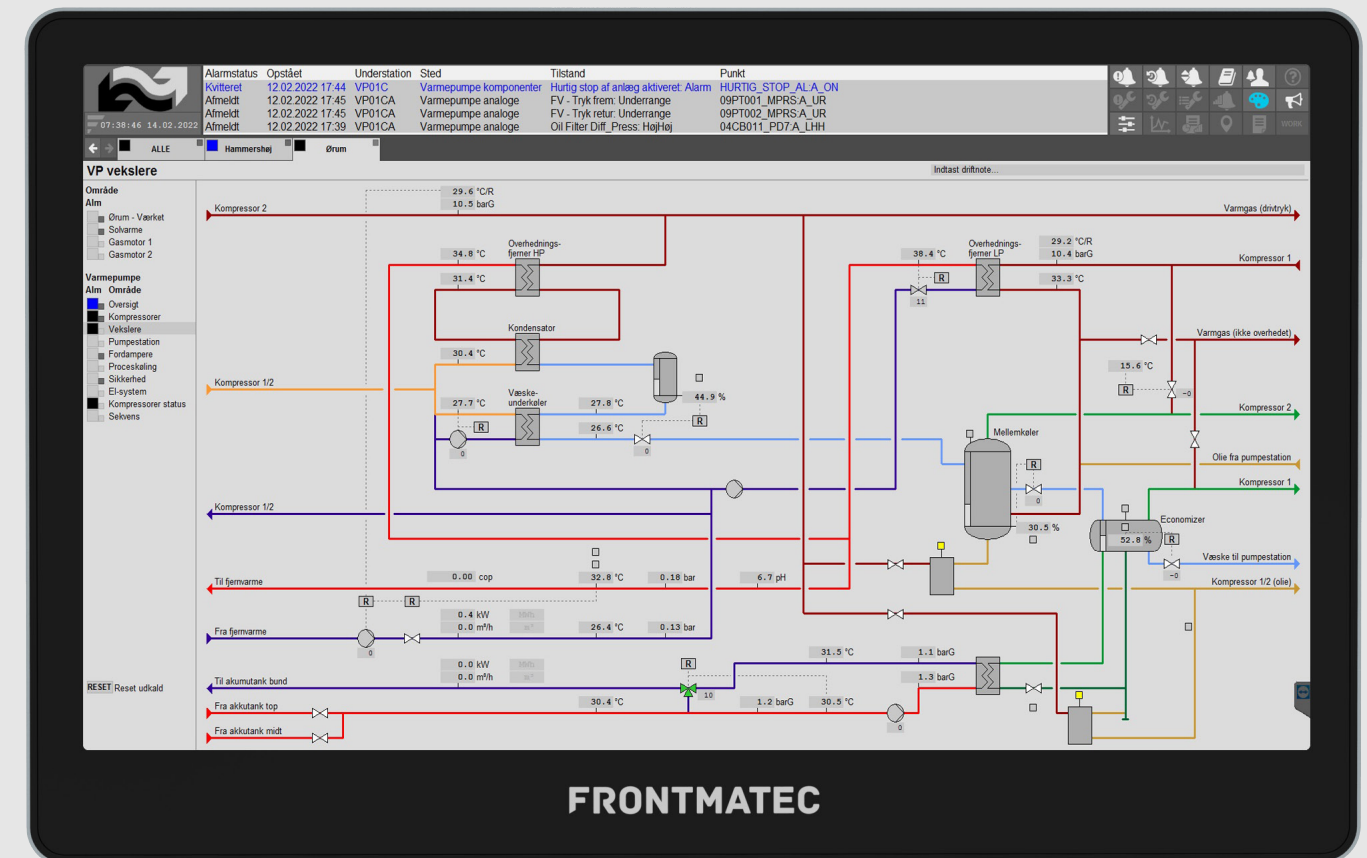 Alarmstatus Opstået Understation Sted Tilstand Punkt
Kvitteret 12.02.2022 17:44 VP01C Varmepumpe komponenter Hurtig stop af anlæg aktiveret: Alarm HURTIG_STOP_AL:A_ON
Afmeldt 12.02.2022 17:45 VP01CA Varmepumpe analoge FV - Tryk frem: Underrange 09PT001_MPRS:A_UR
Afmeldt 12.02.2022 17:45 VP01CA Varmepumpe analoge FV - Tryk retur: Underrange 09PT002_MPRS:A_UR
Afmeldt 12.02.2022 17:39 VP01CA Varmepumpe analoge Oil Filter Diff_Press: HøjHøj 04CB011_PD7:A_LHH
07:38:46 14.02.2022
WORK
ALLE Hammershøj Ørum
VP vekslere
Indtast driftnote...
Område
Alm
Ørum - Værket
Solvarme
Gasmotor 1
Gasmotor 2
Varmepumpe
Alm Område
Oversigt
Kompressorer
Vekslere
Pumpestation
Fordampere
Proceskøling
Sikkerhed
El-system
Kompressorer status
Sekvens
RESET Reset udkald
29.6 °C/R
10.5 barG
Kompressor 2
Varmgas (drivtryk)
Overhednings-
fjerner HP
34.8 °C
31.4 °C
Overhednings-
fjerner LP
38.4 °C
R
11
29.2 °C/R
10.4 barG
33.3 °C
Kompressor 1
Kondensator
30.4 °C
Varmgas (ikke overhedet)
15.6 °C
R
-0
Kompressor 1/2
44.9 %
Væske-
underkøler
27.7 °C
27.8 °C
R
R
26.6 °C
0
0
Kompressor 2
Mellemkøler
R
0
Olie fra pumpestation
Kompressor 1
30.5 %
Kompressor 1/2
Economizer
52.8 %
R
-0
Væske til pumpestation
Kompressor 1/2 (olie)
0.00 cop
32.8 °C
0.18 bar
6.7 pH
Til fjernvarme
R
R
0.4 kW
0.0 m³/h
26.4 °C
0.13 bar
Fra fjernvarme
0
0.0 kW
0.0 m³/h
R
31.5 °C
1.1 barG
Til akumutank bund
10
1.3 barG
Fra akkutank top
30.4 °C
1.2 barG
30.5 °C
0
Fra akkutank midt
FRONTMATEC